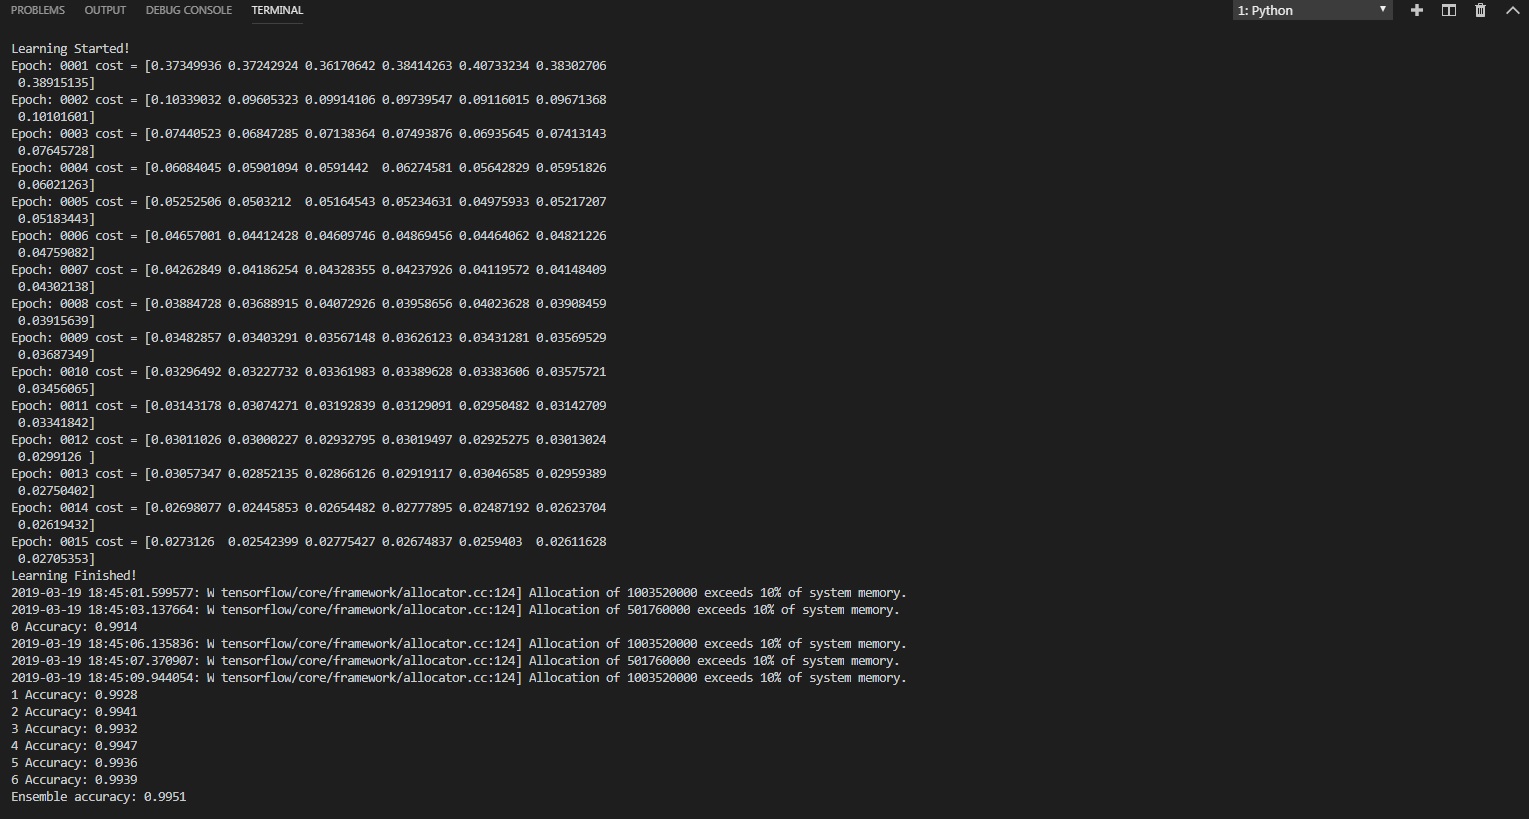 PROBLEMS OUTPUT DEBUG CONSOLE TERMINAL 1: Python
Learning Started!
Epoch: 0001 cost = [0.37349936 0.37242924 0.36170642 0.38414263 0.40733234 0.38302706
 0.38915135]
Epoch: 0002 cost = [0.10339032 0.09605323 0.09914106 0.09739547 0.09116015 0.09671368
 0.10101601]
Epoch: 0003 cost = [0.07440523 0.06847285 0.07138364 0.07493876 0.06935645 0.07413143
 0.07645728]
Epoch: 0004 cost = [0.06084045 0.05901094 0.0591442  0.06274581 0.05642829 0.05951826
 0.06021263]
Epoch: 0005 cost = [0.05252506 0.0503212  0.05164543 0.05234631 0.04975933 0.05217207
 0.05183443]
Epoch: 0006 cost = [0.04657001 0.04412428 0.04609746 0.04869456 0.04464062 0.04821226
 0.04759082]
Epoch: 0007 cost = [0.04262849 0.04186254 0.04328355 0.04237926 0.04119572 0.04148409
 0.04302138]
Epoch: 0008 cost = [0.03884728 0.03688915 0.04072926 0.03958656 0.04023628 0.03908459
 0.03915639]
Epoch: 0009 cost = [0.03482857 0.03403291 0.03567148 0.03626123 0.03431281 0.03569529
 0.03687349]
Epoch: 0010 cost = [0.03296492 0.03227732 0.03361983 0.03389628 0.03383606 0.03575721
 0.03456065]
Epoch: 0011 cost = [0.03143178 0.03074271 0.03192839 0.03129091 0.02950482 0.03142709
 0.03341842]
Epoch: 0012 cost = [0.03011026 0.03000227 0.02932795 0.03019497 0.02925275 0.03013024
 0.0299126 ]
Epoch: 0013 cost = [0.03057347 0.02852135 0.02866126 0.02919117 0.03046585 0.02959389
 0.02750402]
Epoch: 0014 cost = [0.02698077 0.02445853 0.02654482 0.02777895 0.02487192 0.02623704
 0.02619432]
Epoch: 0015 cost = [0.0273126  0.02542399 0.02775427 0.02674837 0.0259403  0.02611628
 0.02705353]
Learning Finished!
2019-03-19 18:45:01.599577: W tensorflow/core/framework/allocator.cc:124] Allocation of 1003520000 exceeds 10% of system memory.
2019-03-19 18:45:03.137664: W tensorflow/core/framework/allocator.cc:124] Allocation of 501760000 exceeds 10% of system memory.
0 Accuracy: 0.9914
2019-03-19 18:45:06.135836: W tensorflow/core/framework/allocator.cc:124] Allocation of 1003520000 exceeds 10% of system memory.
2019-03-19 18:45:07.370907: W tensorflow/core/framework/allocator.cc:124] Allocation of 501760000 exceeds 10% of system memory.
2019-03-19 18:45:09.944054: W tensorflow/core/framework/allocator.cc:124] Allocation of 1003520000 exceeds 10% of system memory.
1 Accuracy: 0.9928
2 Accuracy: 0.9941
3 Accuracy: 0.9932
4 Accuracy: 0.9947
5 Accuracy: 0.9936
6 Accuracy: 0.9939
Ensemble accuracy: 0.9951